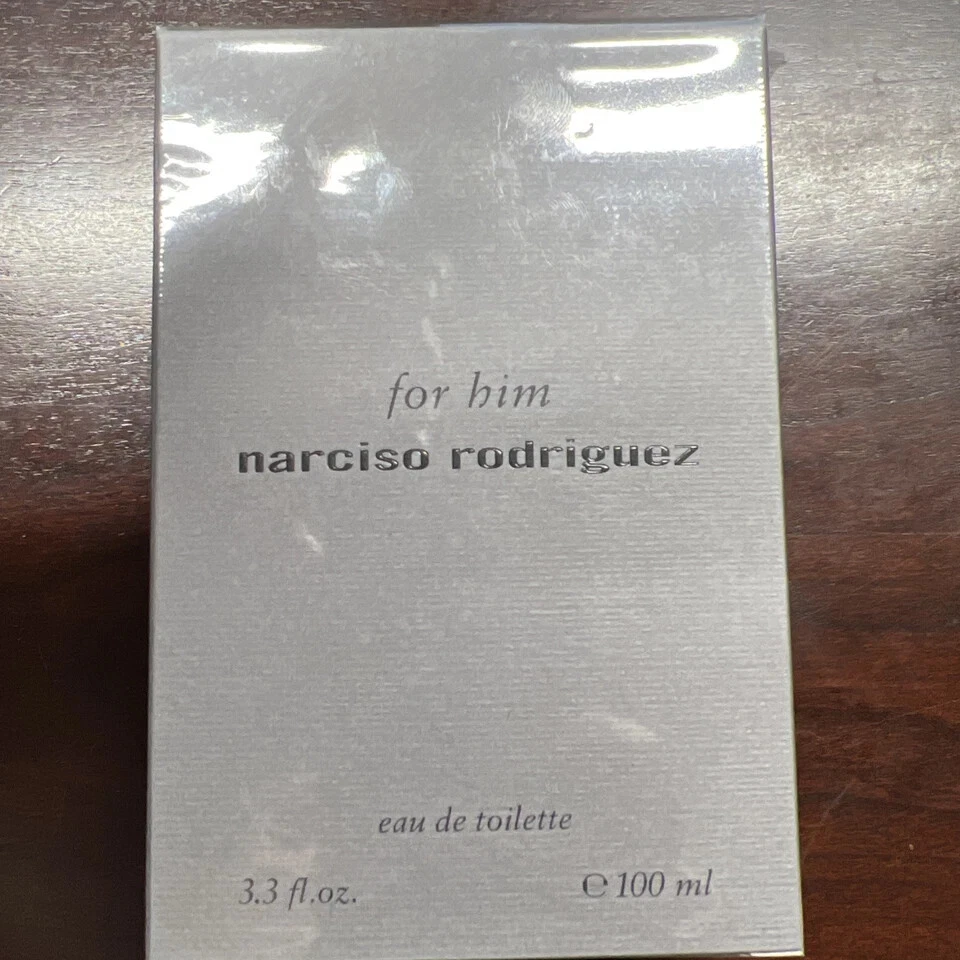 for him
narciso rodriguez
eau de toilette
3.3 fl.oz.
℮ 100 ml